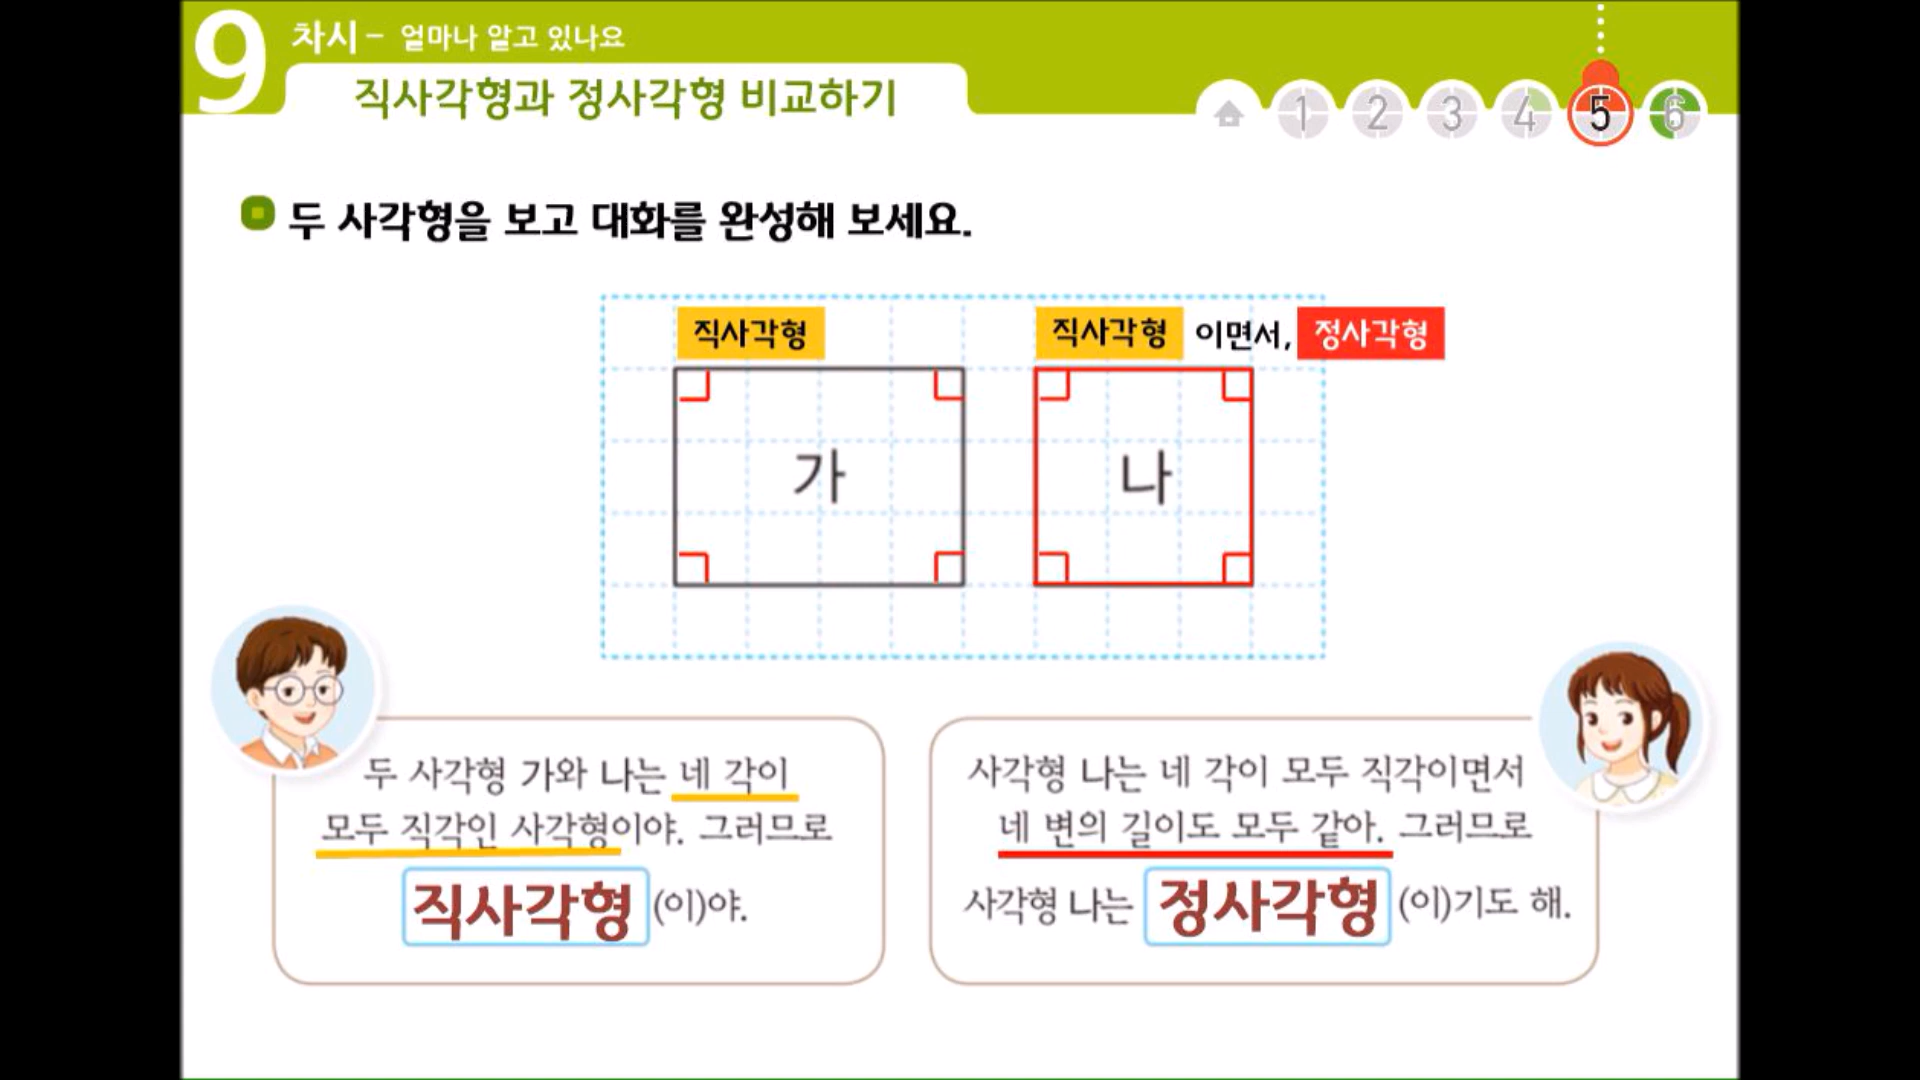 9 차시 - 얼마나 알고 있나요
직사각형과 정사각형 비교하기
1 2 3 4 5 6
두 사각형을 보고 대화를 완성해 보세요.
직사각형
직사각형 이면서, 정사각형
가
나
두 사각형 가와 나는 네 각이
모두 직각인 사각형이야. 그러므로
직사각형 (이)야.
사각형 나는 네 각이 모두 직각이면서
네 변의 길이도 모두 같아. 그러므로
사각형 나는 정사각형 (이)기도 해.